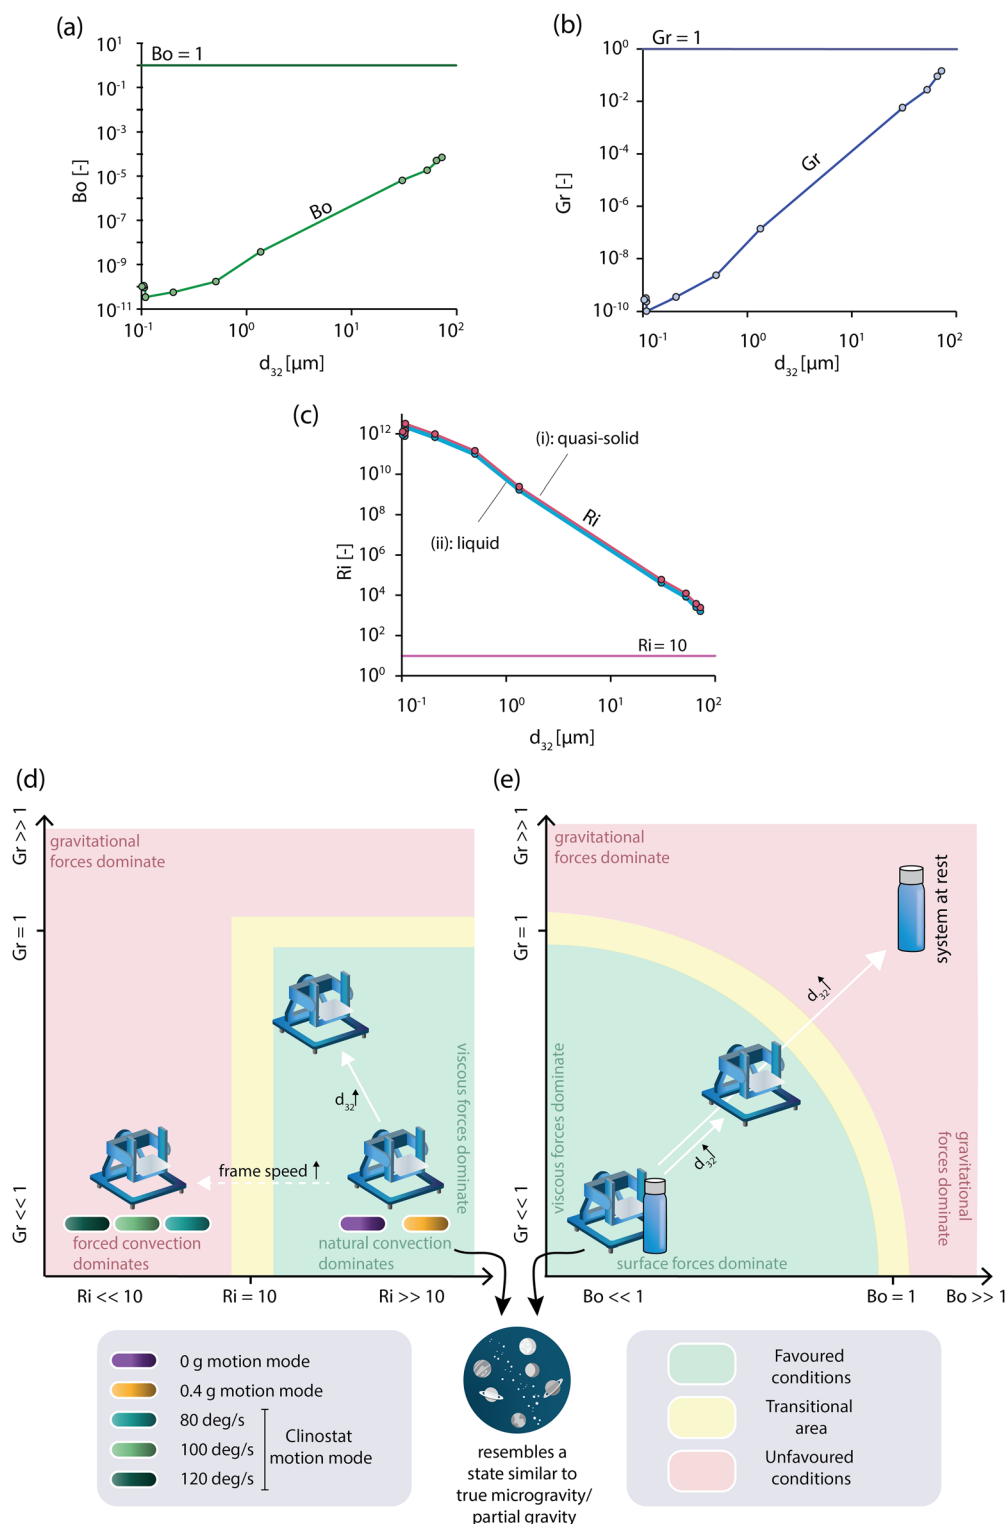 (a)
10^1
Bo = 1
10^-1
10^-3
10^-5
10^-7
10^-9
10^-11
Bo [-]
Bo
10^-1
10^0
10^1
10^2
d_32 [μm]
(b)
10^0
Gr = 1
10^-2
10^-4
10^-6
10^-8
10^-10
Gr [-]
Gr
10^-1
10^0
10^1
10^2
d_32 [μm]
(c)
10^12
10^10
10^8
10^6
10^4
10^2
10^0
Ri [-]
(i): quasi-solid
Ri
(ii): liquid
Ri = 10
10^-1
10^0
10^1
10^2
d_32 [μm]
(d)
Gr >> 1
Gr = 1
Gr << 1
gravitational
forces dominate
viscous forces dominate
d_32↑
frame speed ↑
forced convection
dominates
natural convection
dominates
Ri << 10
Ri = 10
Ri >> 10
(e)
Gr >> 1
Gr = 1
Gr << 1
gravitational
forces dominate
system at rest
d_32↑
d_32↑
viscous forces dominate
gravitational
forces dominate
surface forces dominate
Bo << 1
Bo = 1
Bo >> 1
0 g motion mode
0.4 g motion mode
80 deg/s
100 deg/s
120 deg/s
Clinostat
motion mode
resembles a
state similar to
true microgravity/
partial gravity
Favoured
conditions
Transitional
area
Unfavoured
conditions